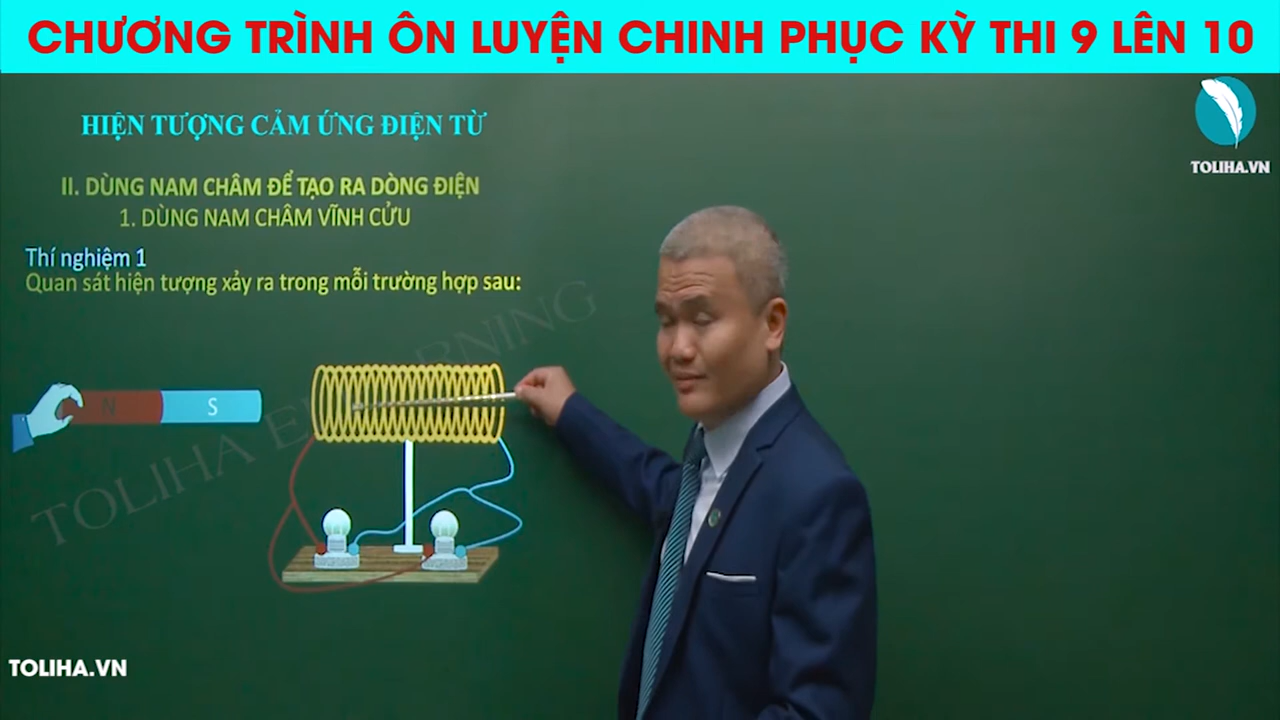 CHƯƠNG TRÌNH ÔN LUYỆN CHINH PHỤC KỲ THI 9 LÊN 10
TOLIHA.VN
HIỆN TƯỢNG CẢM ỨNG ĐIỆN TỪ
II. DÙNG NAM CHÂM ĐỂ TẠO RA DÒNG ĐIỆN
1. DÙNG NAM CHÂM VĨNH CỬU
Thí nghiệm 1
Quan sát hiện tượng xảy ra trong mỗi trường hợp sau:
N S
TOLIHA.VN